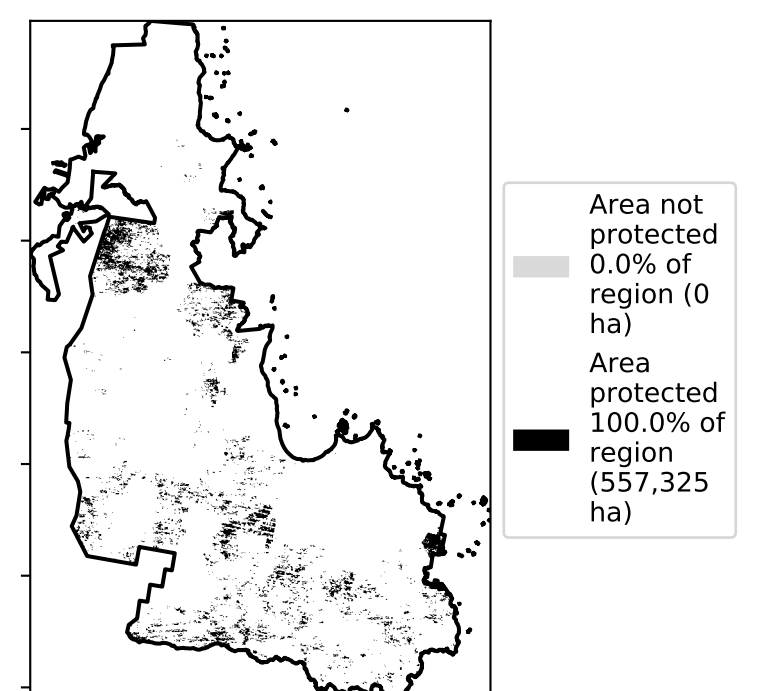 Area not
protected
0.0% of
region (0
ha)
Area
protected
100.0% of
region
(557,325
ha)